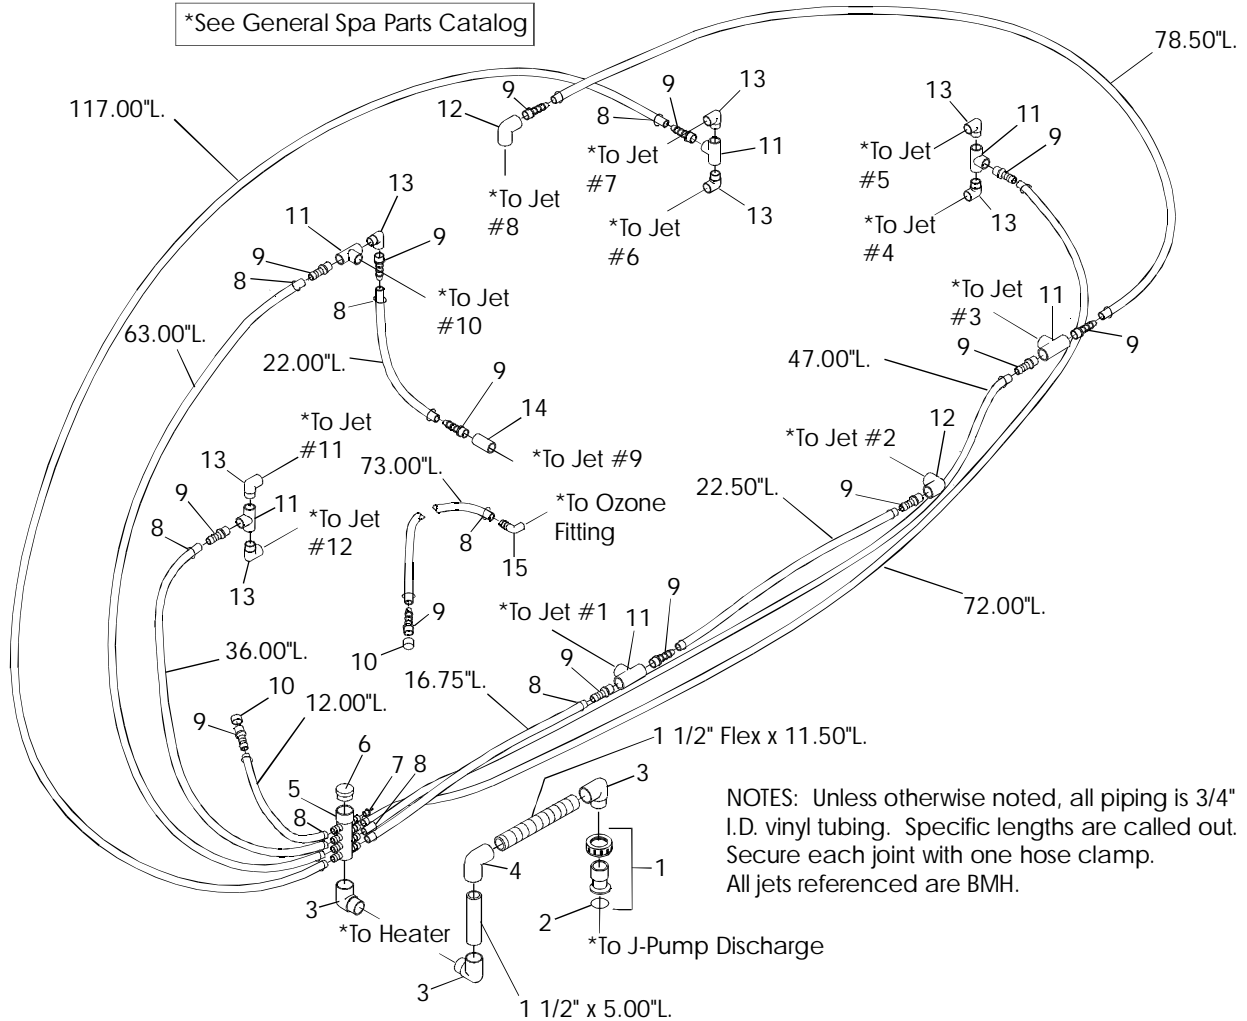 *See General Spa Parts Catalog
78.50"L.
117.00"L.
9
12
8
9
13
*To Jet
#7
11
*To Jet
#8
*To Jet
#6
13
13
11
9
*To Jet
#5
*To Jet
#4
13
13
11
9
9
8
8
*To Jet
#10
*To Jet
#3
11
9
9
63.00"L.
22.00"L.
47.00"L.
9
14
*To Jet
#11
*To Jet #9
*To Jet #2
12
13
9
11
8
*To Jet
#12
13
73.00"L.
*To Ozone
Fitting
8
15
22.50"L.
9
72.00"L.
9
10
*To Jet #1
11
9
9
36.00"L.
10
9
12.00"L.
16.75"L.
8
6
5
7
8
8
1 1/2" Flex x 11.50"L.
3
4
1
2
3
*To Heater
*To J-Pump Discharge
3
1 1/2" x 5.00"L.
NOTES: Unless otherwise noted, all piping is 3/4"
I.D. vinyl tubing. Specific lengths are called out.
Secure each joint with one hose clamp.
All jets referenced are BMH.